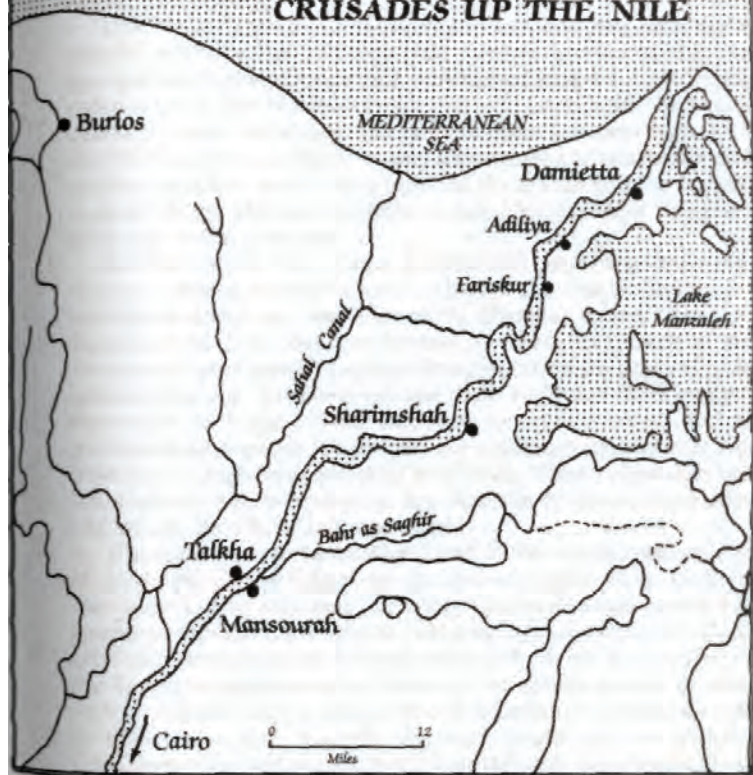 CRUSADES UP THE NILE
Burlos
MEDITERRANEAN
SEA
Damietta
Adiliya
Fariskur
Lake
Manzaleh
Sahal Canal
Sharimshah
Bahr as Saghir
Talkha
Mansourah
Cairo
0 12
Miles